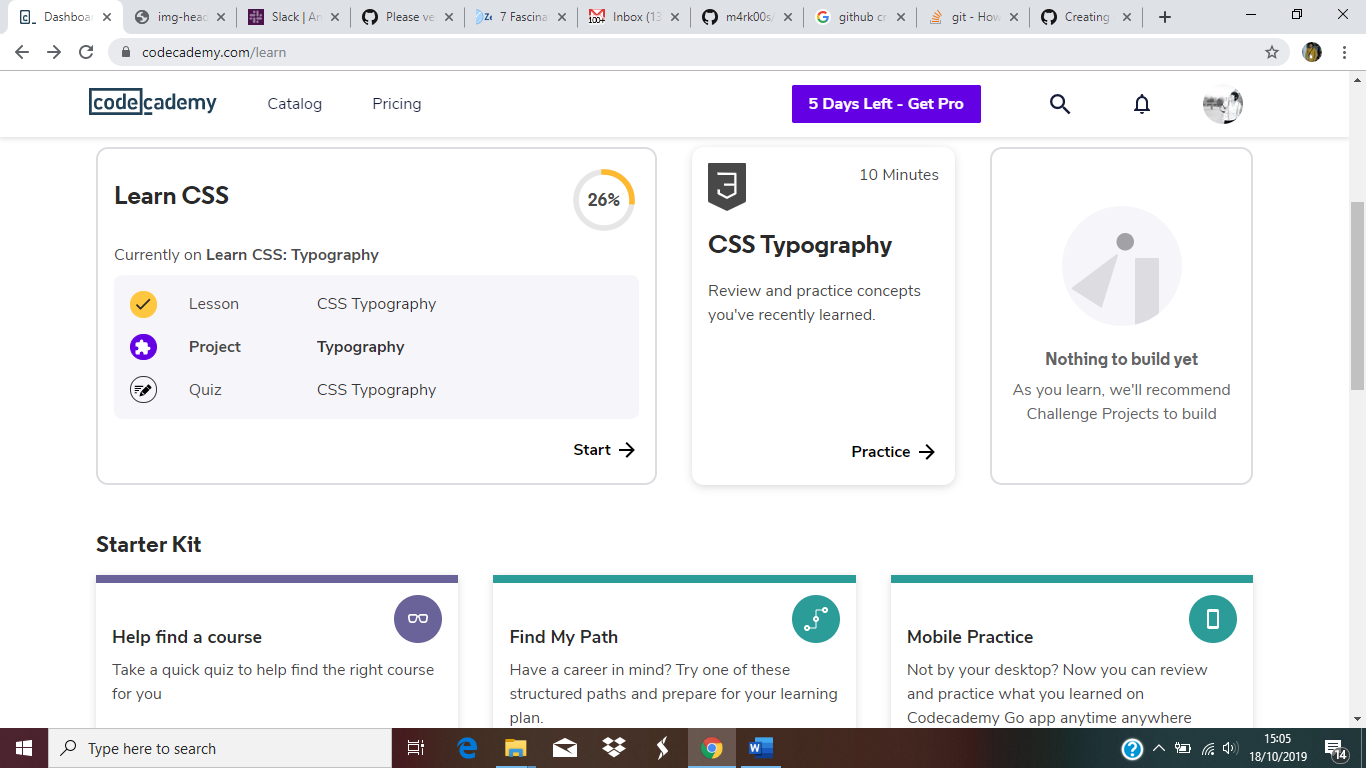 Dashboa
img-head
Slack | An
Please ve
7 Fascina
Inbox (13
m4rk00s/
github cr
git - How
Creating
codecademy.com/learn
codecademy
Catalog
Pricing
5 Days Left - Get Pro
Learn CSS
26%
Currently on Learn CSS: Typography
Lesson CSS Typography
Project Typography
Quiz CSS Typography
Start
10 Minutes
CSS Typography
Review and practice concepts
you've recently learned.
Practice
Nothing to build yet
As you learn, we'll recommend
Challenge Projects to build
Starter Kit
Help find a course
Take a quick quiz to help find the right course
for you
Find My Path
Have a career in mind? Try one of these
structured paths and prepare for your learning
plan.
Mobile Practice
Not by your desktop? Now you can review
and practice what you learned on
Codecademy Go app anytime anywhere
Type here to search
15:05
18/10/2019
14